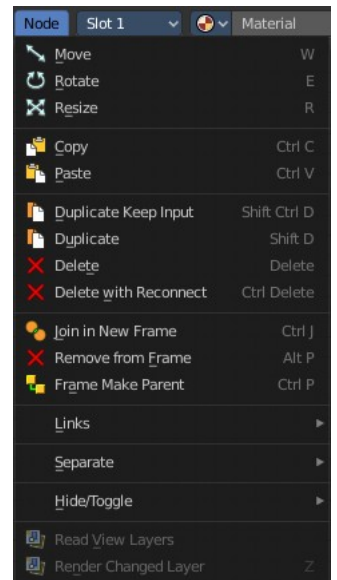 Node Slot 1 Material
Move W
Rotate E
Resize R
Copy Ctrl C
Paste Ctrl V
Duplicate Keep Input Shift Ctrl D
Duplicate Shift D
Delete Delete
Delete with Reconnect Ctrl Delete
Join in New Frame Ctrl J
Remove from Frame Alt P
Frame Make Parent Ctrl P
Links
Separate
Hide/Toggle
Read View Layers
Render Changed Layer Z